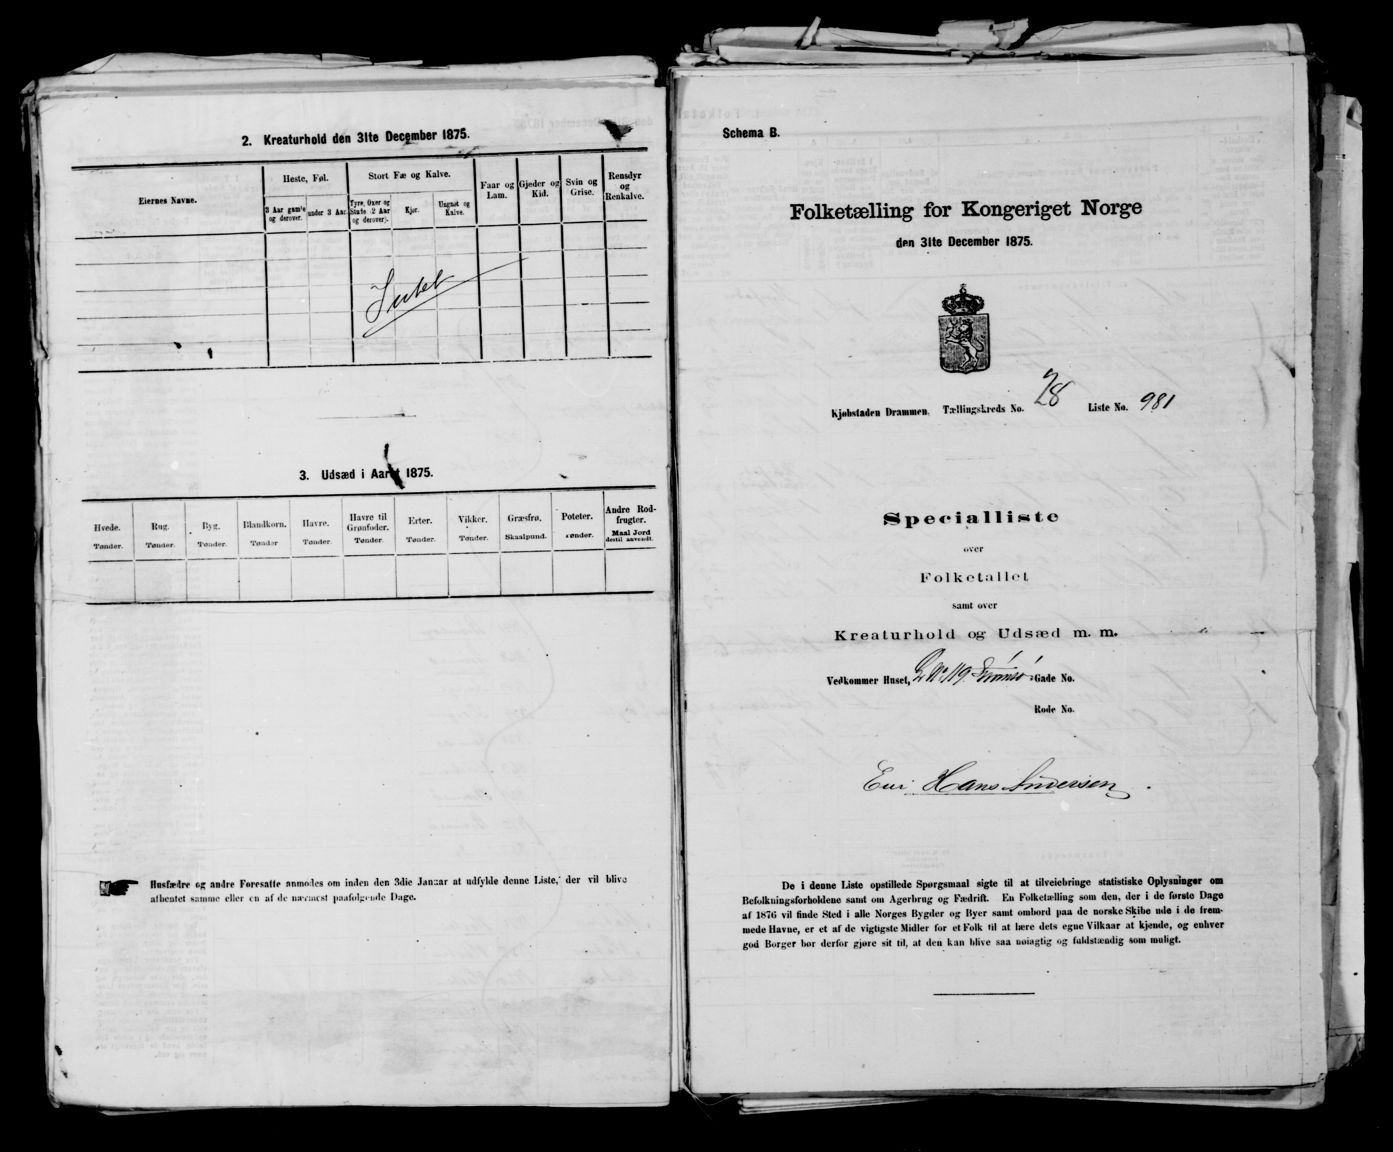 2. Kreaturhold den 31te December 1875.
Eiernes Navne.
Heste, Føl.
3 Aar gamle og derover.
under 3 Aar.
Stort Fæ og Kalve.
Tyre, Oxer og Stude (2 Aar og derover).
Kjør.
Ungnøt og Kalve.
Faar og Lam.
Gjeder og Kid.
Svin og Grise.
Rensdyr og Renkalve.
Intet
3. Udsæd i Aaret 1875.
Hvede. Rug. Byg. Blandkorn. Havre. Havre til Grønfoder. Erter. Vikker. Græsfrø. Poteter. Andre Rodfrugter.
Tønder. Tønder. Tønder. Tønder Tønder. Tønder. Tønder. Tønder. Skaalpund. Tønder. Maal Jord destil anvendt.
Husfædre og andre Foresatte anmodes om inden den 3die Januar at udfylde denne Liste, der vil blive
afhentet samme eller en af de nærmest paafølgende Dage.
Schema B.
Folketælling for Kongeriget Norge
den 31te December 1875.
Kjøbstaden Drammen. Tællingskreds No. 28 Liste No. 981
Specialliste
over
Folketallet
samt over
Kreaturhold og Udsæd m. m.
Vedkommer Huset, No 119 Gade No.
Rode No.
Hans Andersen
De i denne Liste opstillede Spørgsmaal sigte til at tilveiebringe statistiske Oplysninger om
Befolkningsforholdene samt om Agerbrug og Fædrift. En Folketælling som den, der i de første Dage
af 1876 vil finde Sted i alle Norges Bygder og Byer samt ombord paa de norske Skibe ude i de frem-
mede Havne, er et af de vigtigste Midler for et Folk til at lære dets egne Vilkaar at kjende, og enhver
god Borger bør derfor gjøre sit til, at den kan blive saa nøiagtig og fuldstændig som muligt.